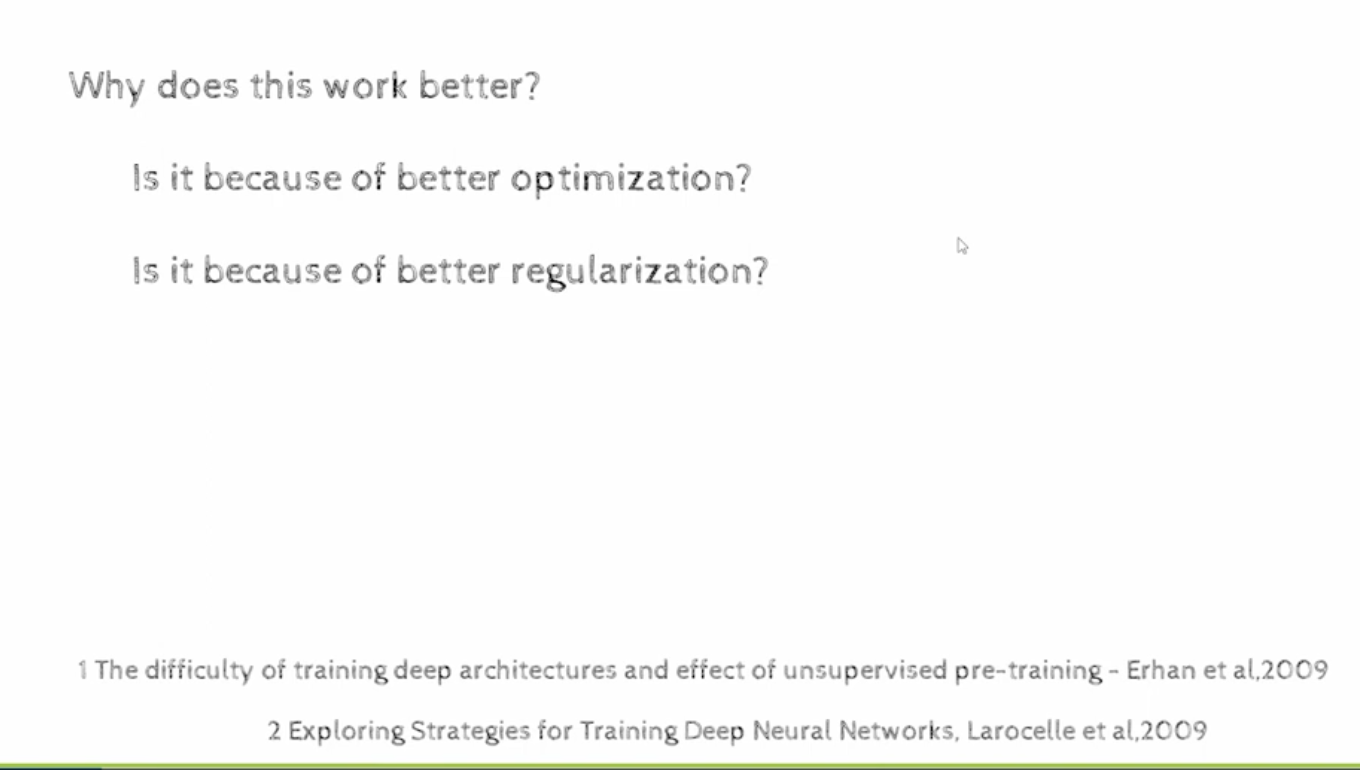 Why does this work better?
Is it because of better optimization?
Is it because of better regularization?
1 The difficulty of training deep architectures and effect of unsupervised pre-training - Erhan et al,2009
2 Exploring Strategies for Training Deep Neural Networks, Larocelle et al,2009